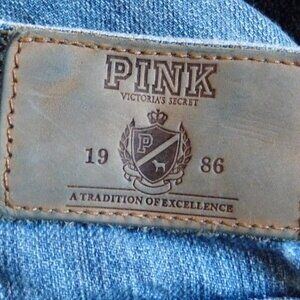 PINK
VICTORIA'S SECRET
P
19 86
A TRADITION OF EXCELLENCE